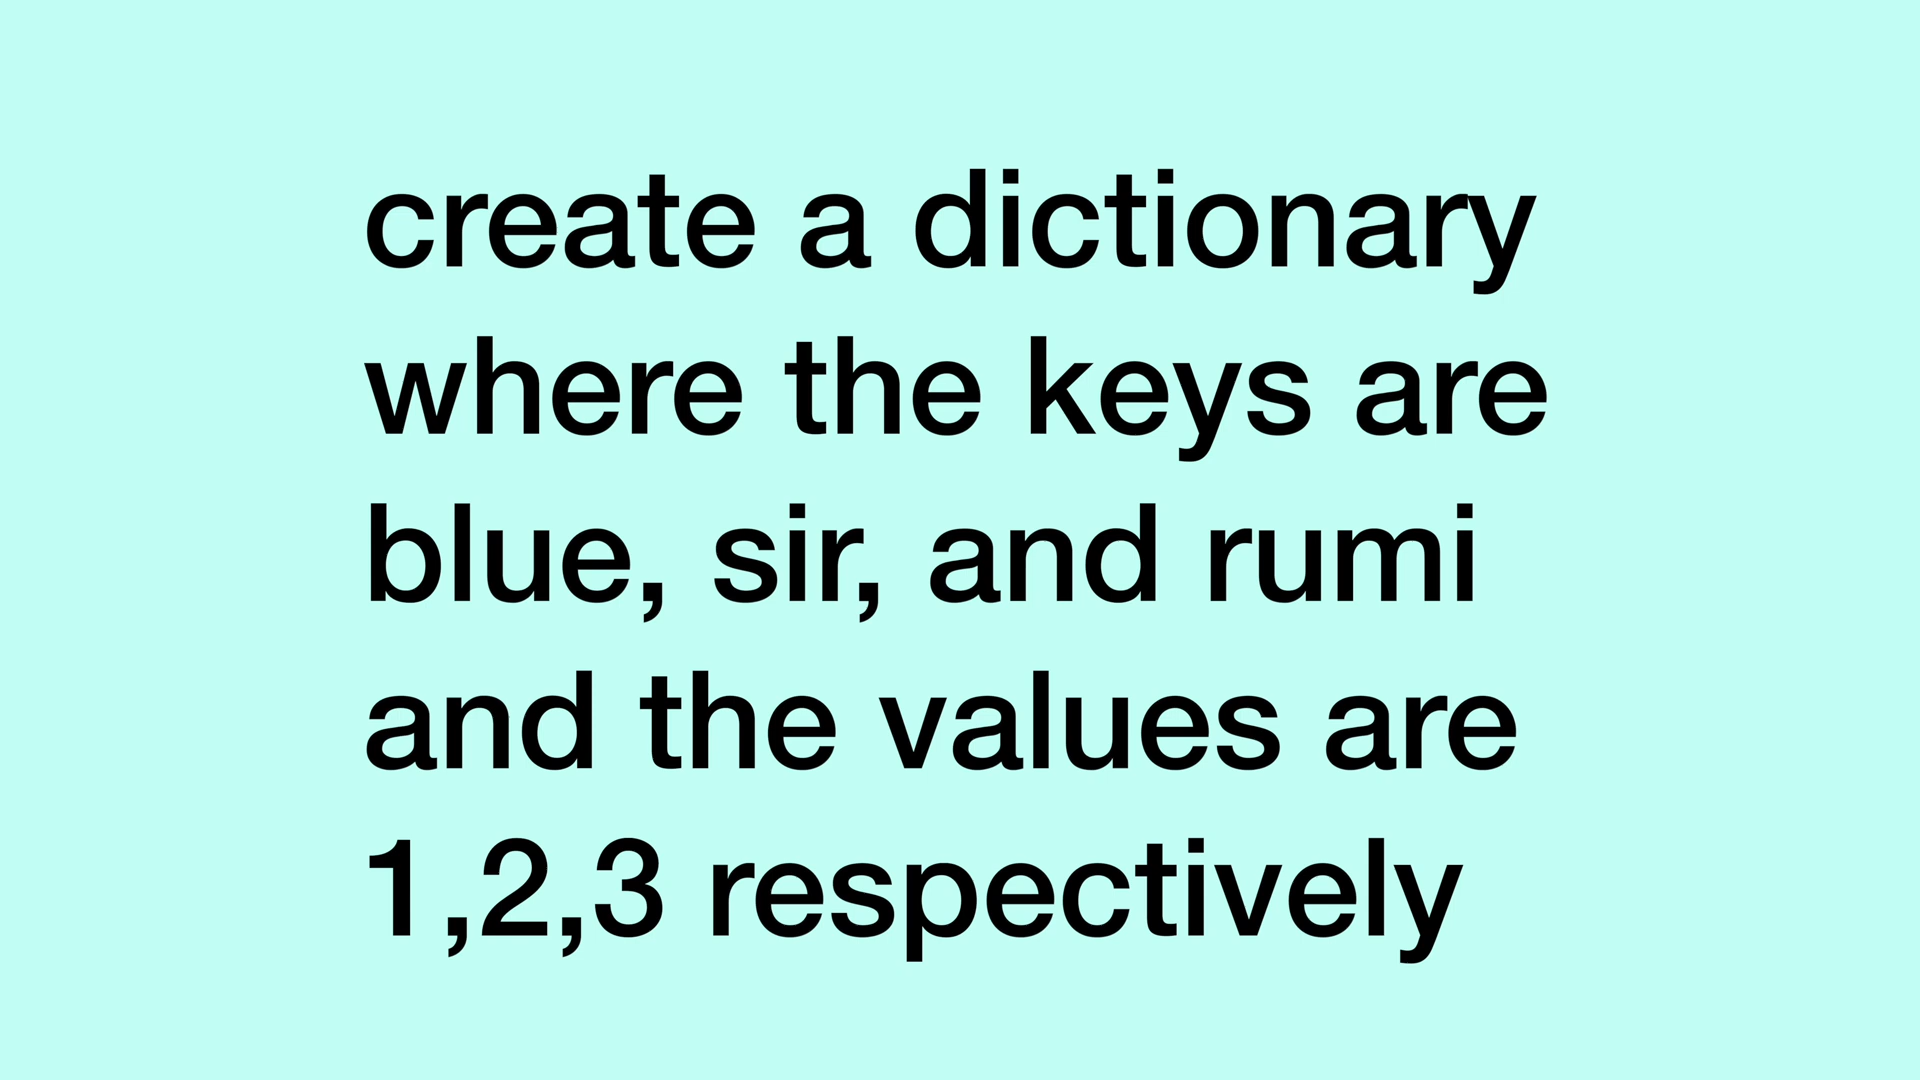 create a dictionary
where the keys are
blue, sir, and rumi
and the values are
1,2,3 respectively